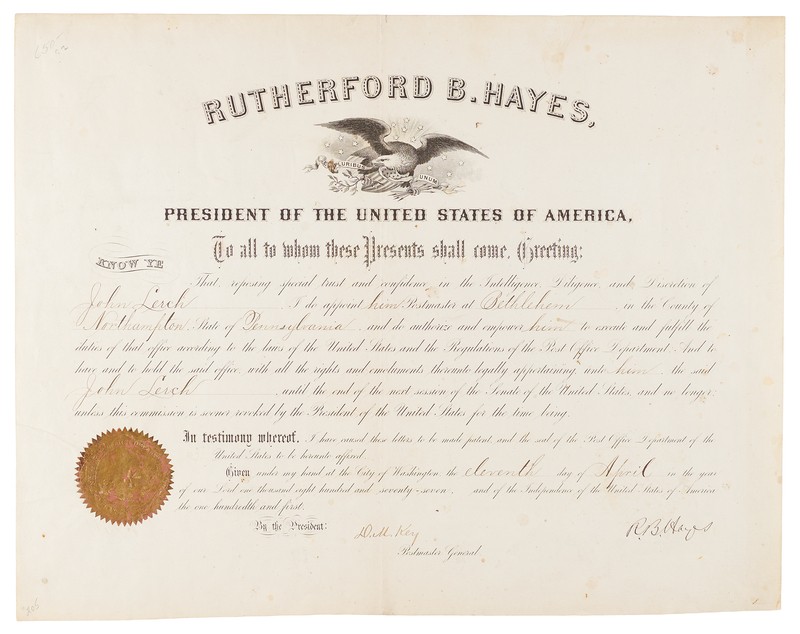 RUTHERFORD B. HAYES,
PLURIBUS
UNUM
PRESIDENT OF THE UNITED STATES OF AMERICA,
To all to whom these Presents shall come, Greeting:
KNOW YE
That, reposing special trust and confidence in the Intelligence, Diligence, and Discretion of
John Lerch I do appoint him Postmaster at Bethlehem in the County of
Northampton State of Pennsylvania and do authorize and empower him to execute and fulfill the
duties of that office according to the laws of the United States and the Regulations of the Post Office Department: And to
have and to hold the said office, with all the rights and emoluments thereunto legally appertaining, unto him, the said
John Lerch until the end of the next session of the Senate of the United States, and no longer;
unless this commission is sooner revoked by the President of the United States for the time being.
In testimony whereof, I have caused these letters to be made patent, and the seal of the Post Office Department of the
United States to be hereunto affixed.
Given under my hand at the City of Washington, the eleventh day of April in the year
of our Lord one thousand eight hundred and seventy-seven, and of the Independence of the United States of America
the one hundredth and first.
By the President:
D. M. Key
Postmaster General.
R. B. Hayes